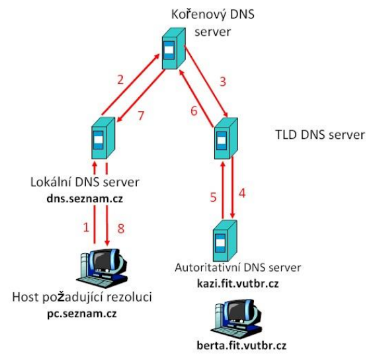 Kořenový DNS
server
2
3
7
6
TLD DNS server
Lokální DNS server
dns.seznam.cz
5
4
1
8
Autoritativní DNS server
kazi.fit.vutbr.cz
Host požadující rezoluci
pc.seznam.cz
berta.fit.vutbr.cz